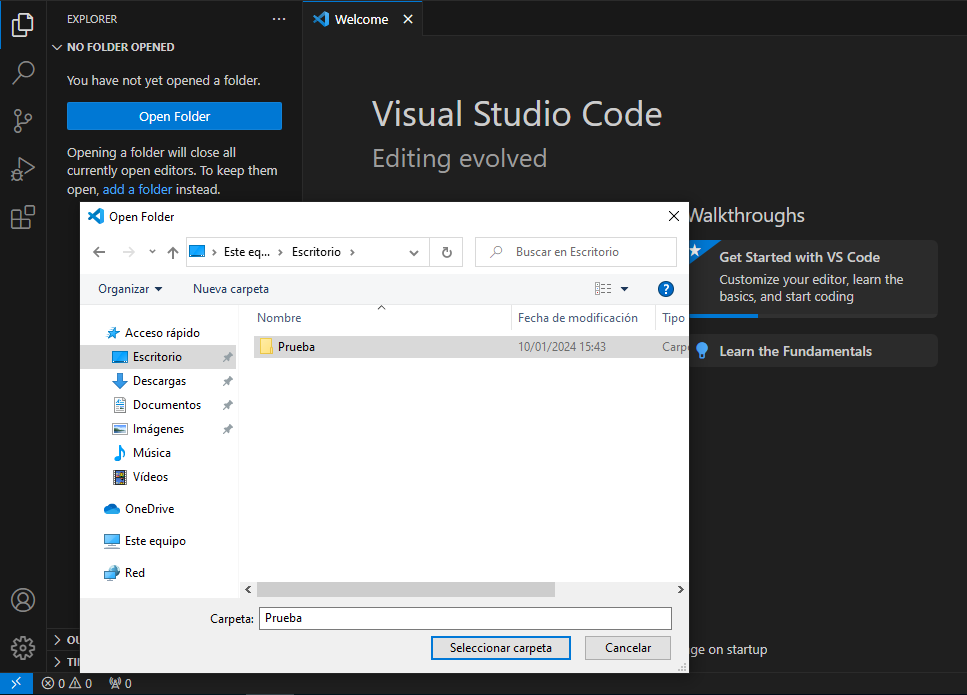 EXPLORER
Welcome
NO FOLDER OPENED
You have not yet opened a folder.
Open Folder
Opening a folder will close all
currently open editors. To keep them
open, add a folder instead.
Visual Studio Code
Editing evolved
Walkthroughs
Get Started with VS Code
Customize your editor, learn the
basics, and start coding
Learn the Fundamentals
Open Folder
Este eq... Escritorio
Buscar en Escritorio
Organizar Nueva carpeta
Nombre Fecha de modificación Tipo
Prueba 10/01/2024 15:43 Carp
Acceso rápido
Escritorio
Descargas
Documentos
Imágenes
Música
Vídeos
OneDrive
Este equipo
Red
Carpeta: Prueba
Seleccionar carpeta Cancelar
OU
TI
ge on startup
0 0 0